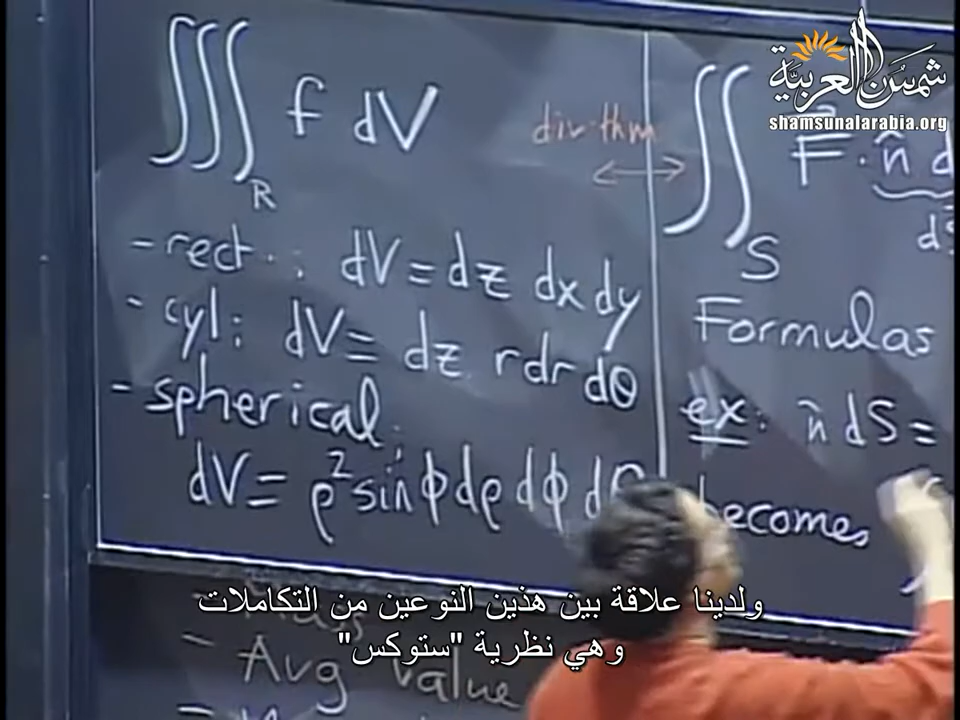 ∭_R f dV
- rect.: dV = dz dx dy
- cyl: dV = dz r dr dθ
- spherical:
dV = ρ² sin φ dρ dφ
div. thm
↔
∬_S F · n̂
Formulas
ex: n̂ dS =
becomes
Avg value
شمس العربية
shamsunalarabia.org
ولدينا علاقة بين هذين النوعين من التكاملات
وهي نظرية "ستوكس"